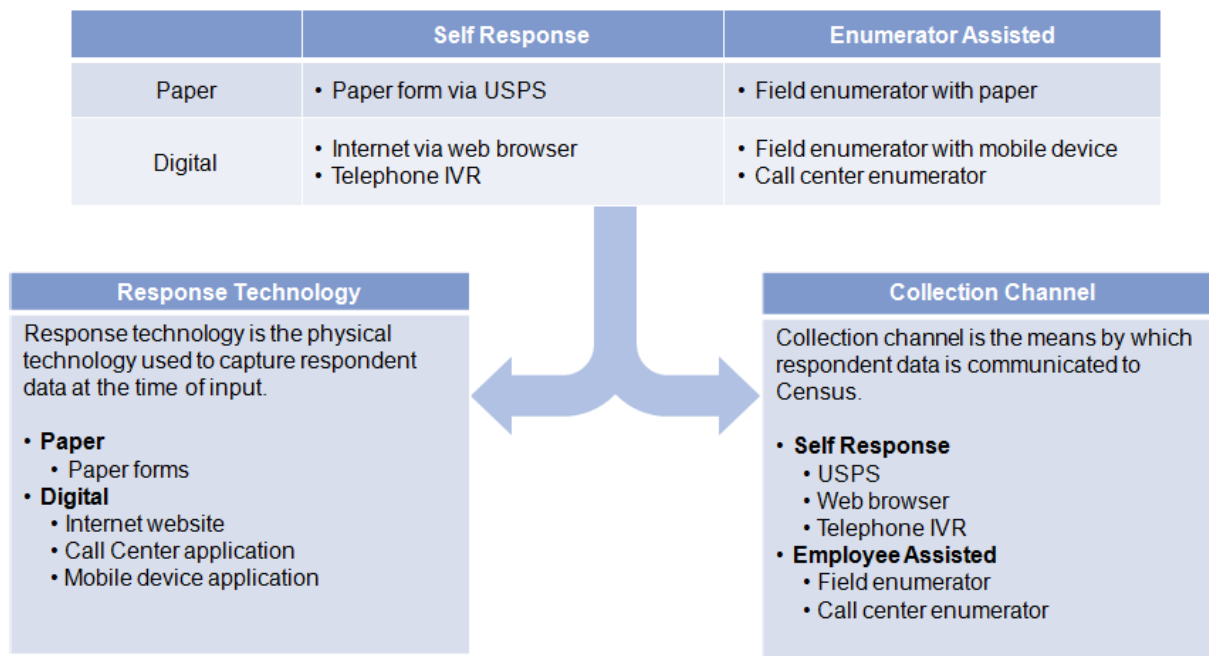 Self Response
Enumerator Assisted
Paper
• Paper form via USPS
• Field enumerator with paper
Digital
• Internet via web browser
• Telephone IVR
• Field enumerator with mobile device
• Call center enumerator
Response Technology
Response technology is the physical
technology used to capture respondent
data at the time of input.
• Paper
• Paper forms
• Digital
• Internet website
• Call Center application
• Mobile device application
Collection Channel
Collection channel is the means by which
respondent data is communicated to
Census.
• Self Response
• USPS
• Web browser
• Telephone IVR
• Employee Assisted
• Field enumerator
• Call center enumerator